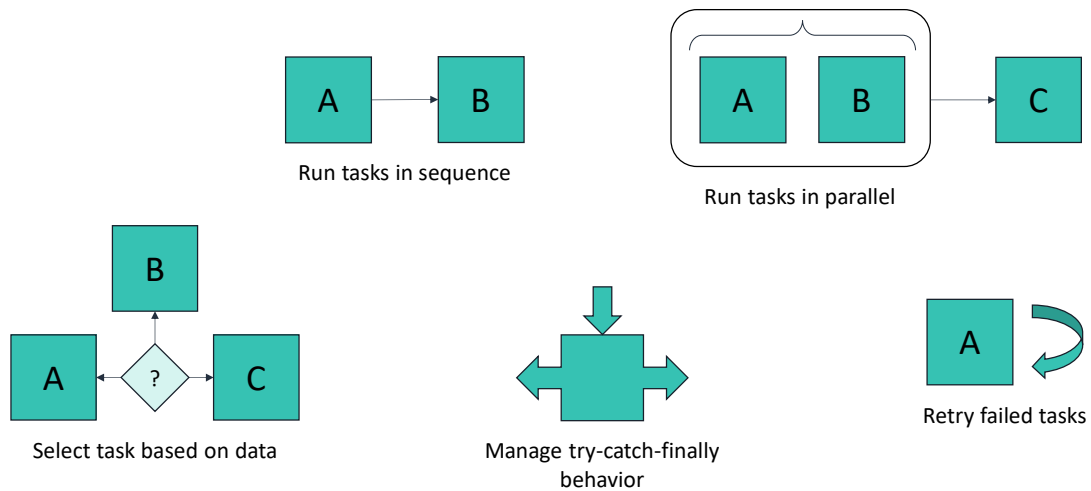 A
B
Run tasks in sequence
A
B
C
Run tasks in parallel
B
A
?
C
Select task based on data
Manage try-catch-finally
behavior
A
Retry failed tasks